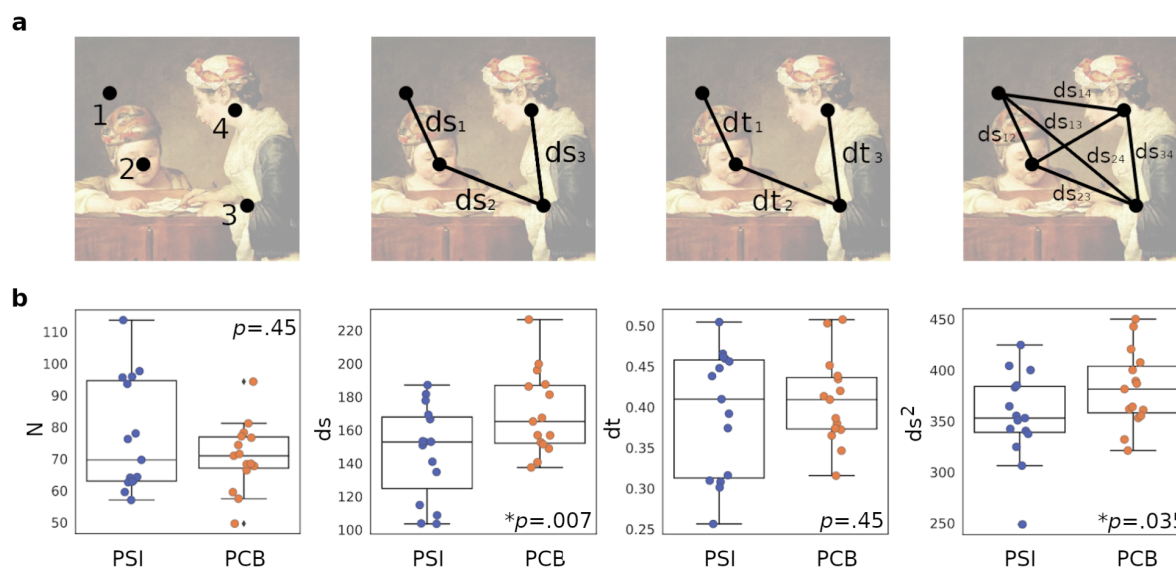 a
1 2 3 4
ds1 ds2 ds3
dt1 dt2 dt3
ds14 ds13 ds12 ds24 ds34 ds23
b
N
110
100
90
80
70
60
50
p=.45
PSI PCB
ds
220
200
180
160
140
120
100
*p=.007
PSI PCB
dt
0.50
0.45
0.40
0.35
0.30
0.25
p=.45
PSI PCB
ds²
450
400
350
300
250
*p=.035
PSI PCB